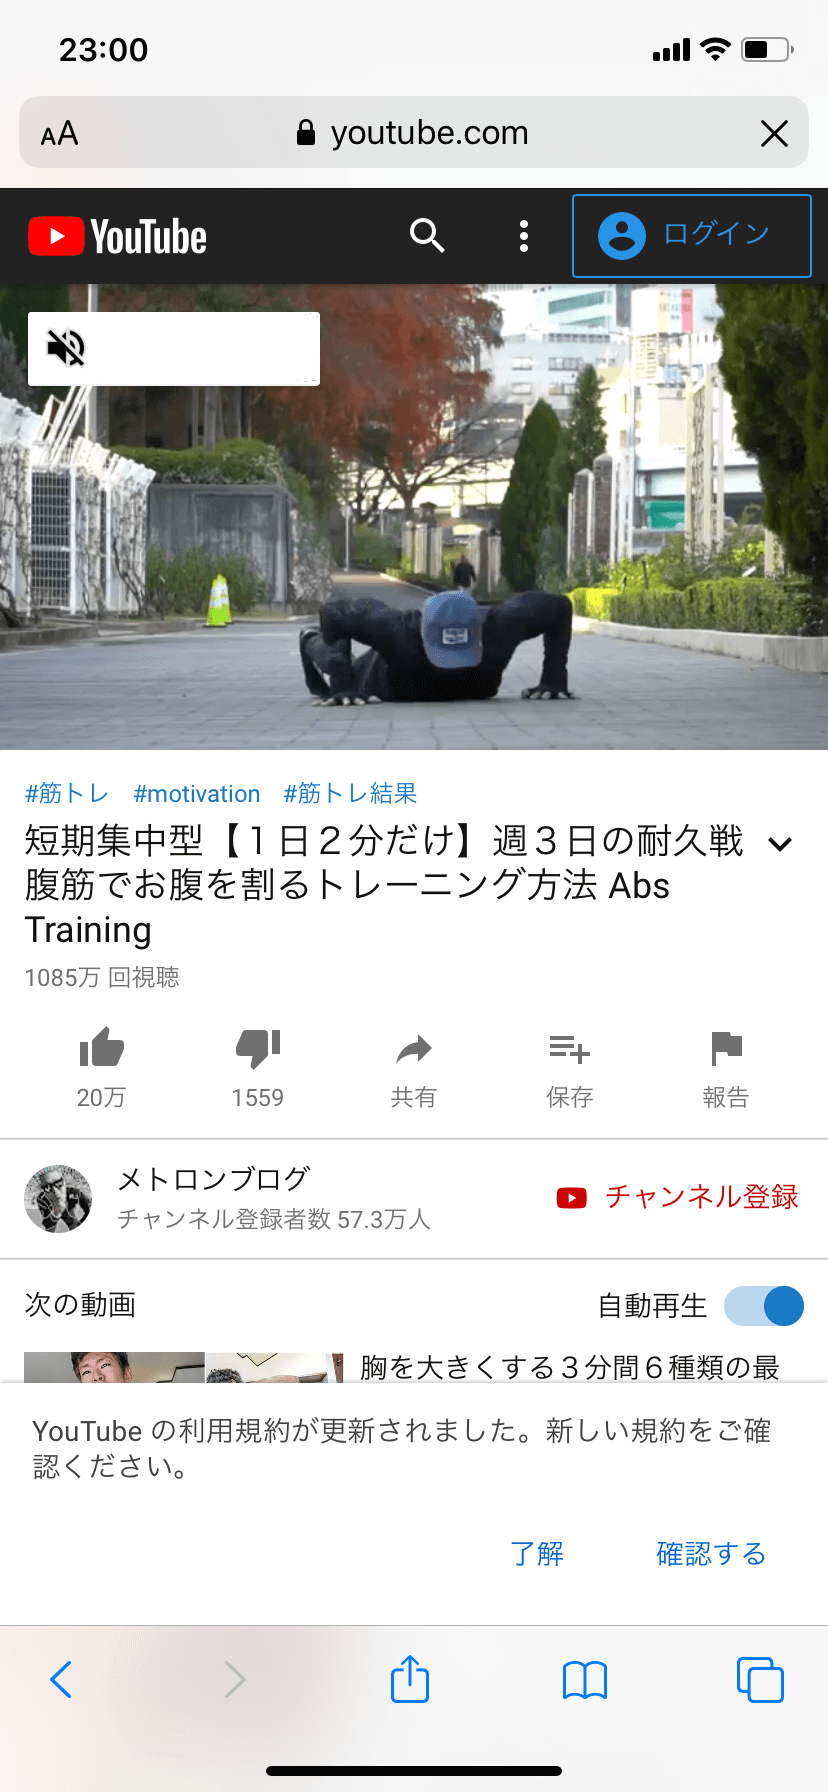 23:00
AA
youtube.com
YouTube
ログイン
#筋トレ #motivation #筋トレ結果
短期集中型【１日２分だけ】週３日の耐久戦
腹筋でお腹を割るトレーニング方法 Abs
Training
1085万 回視聴
20万
1559
共有
保存
報告
メトロンブログ
チャンネル登録者数 57.3万人
チャンネル登録
次の動画
自動再生
胸を大きくする３分間６種類の最
YouTube の利用規約が更新されました。新しい規約をご確
認ください。
了解
確認する